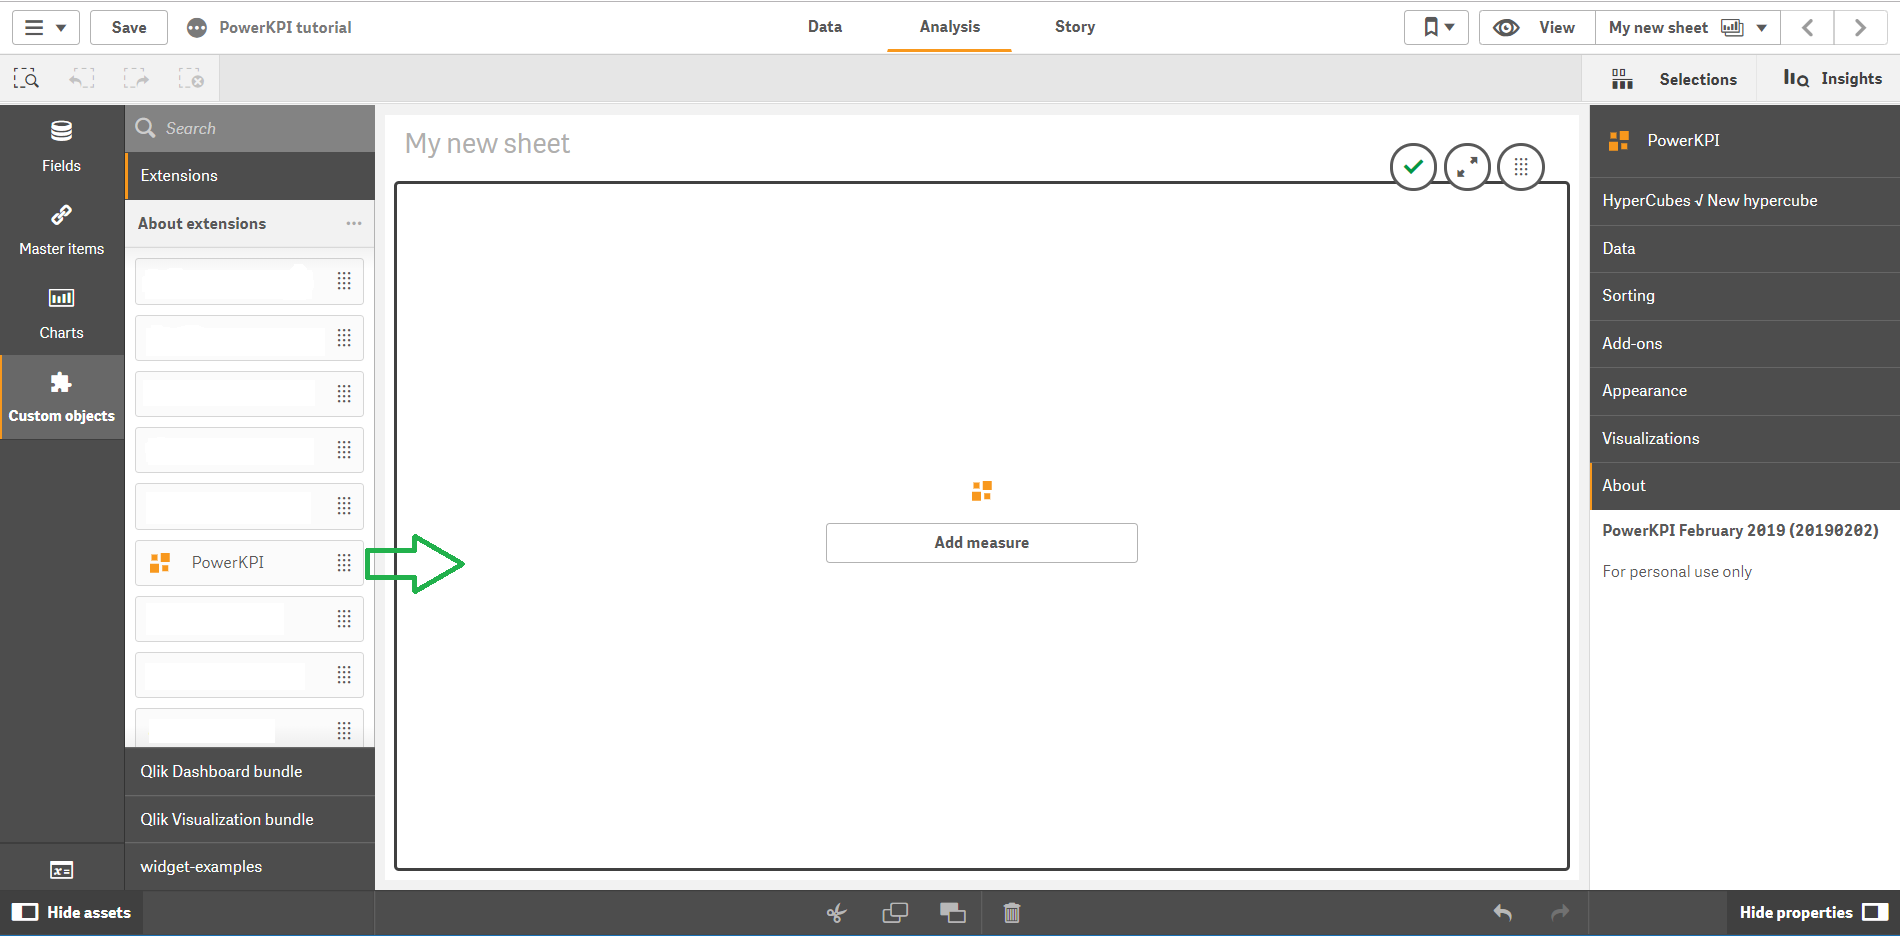 Save
PowerKPI tutorial
Data
Analysis
Story
View
My new sheet
Selections
Insights
Fields
Master items
Charts
Custom objects
Search
Extensions
About extensions
PowerKPI
Qlik Dashboard bundle
Qlik Visualization bundle
widget-examples
My new sheet
Add measure
PowerKPI
HyperCubes √ New hypercube
Data
Sorting
Add-ons
Appearance
Visualizations
About
PowerKPI February 2019 (20190202)
For personal use only
x=
Hide assets
Hide properties